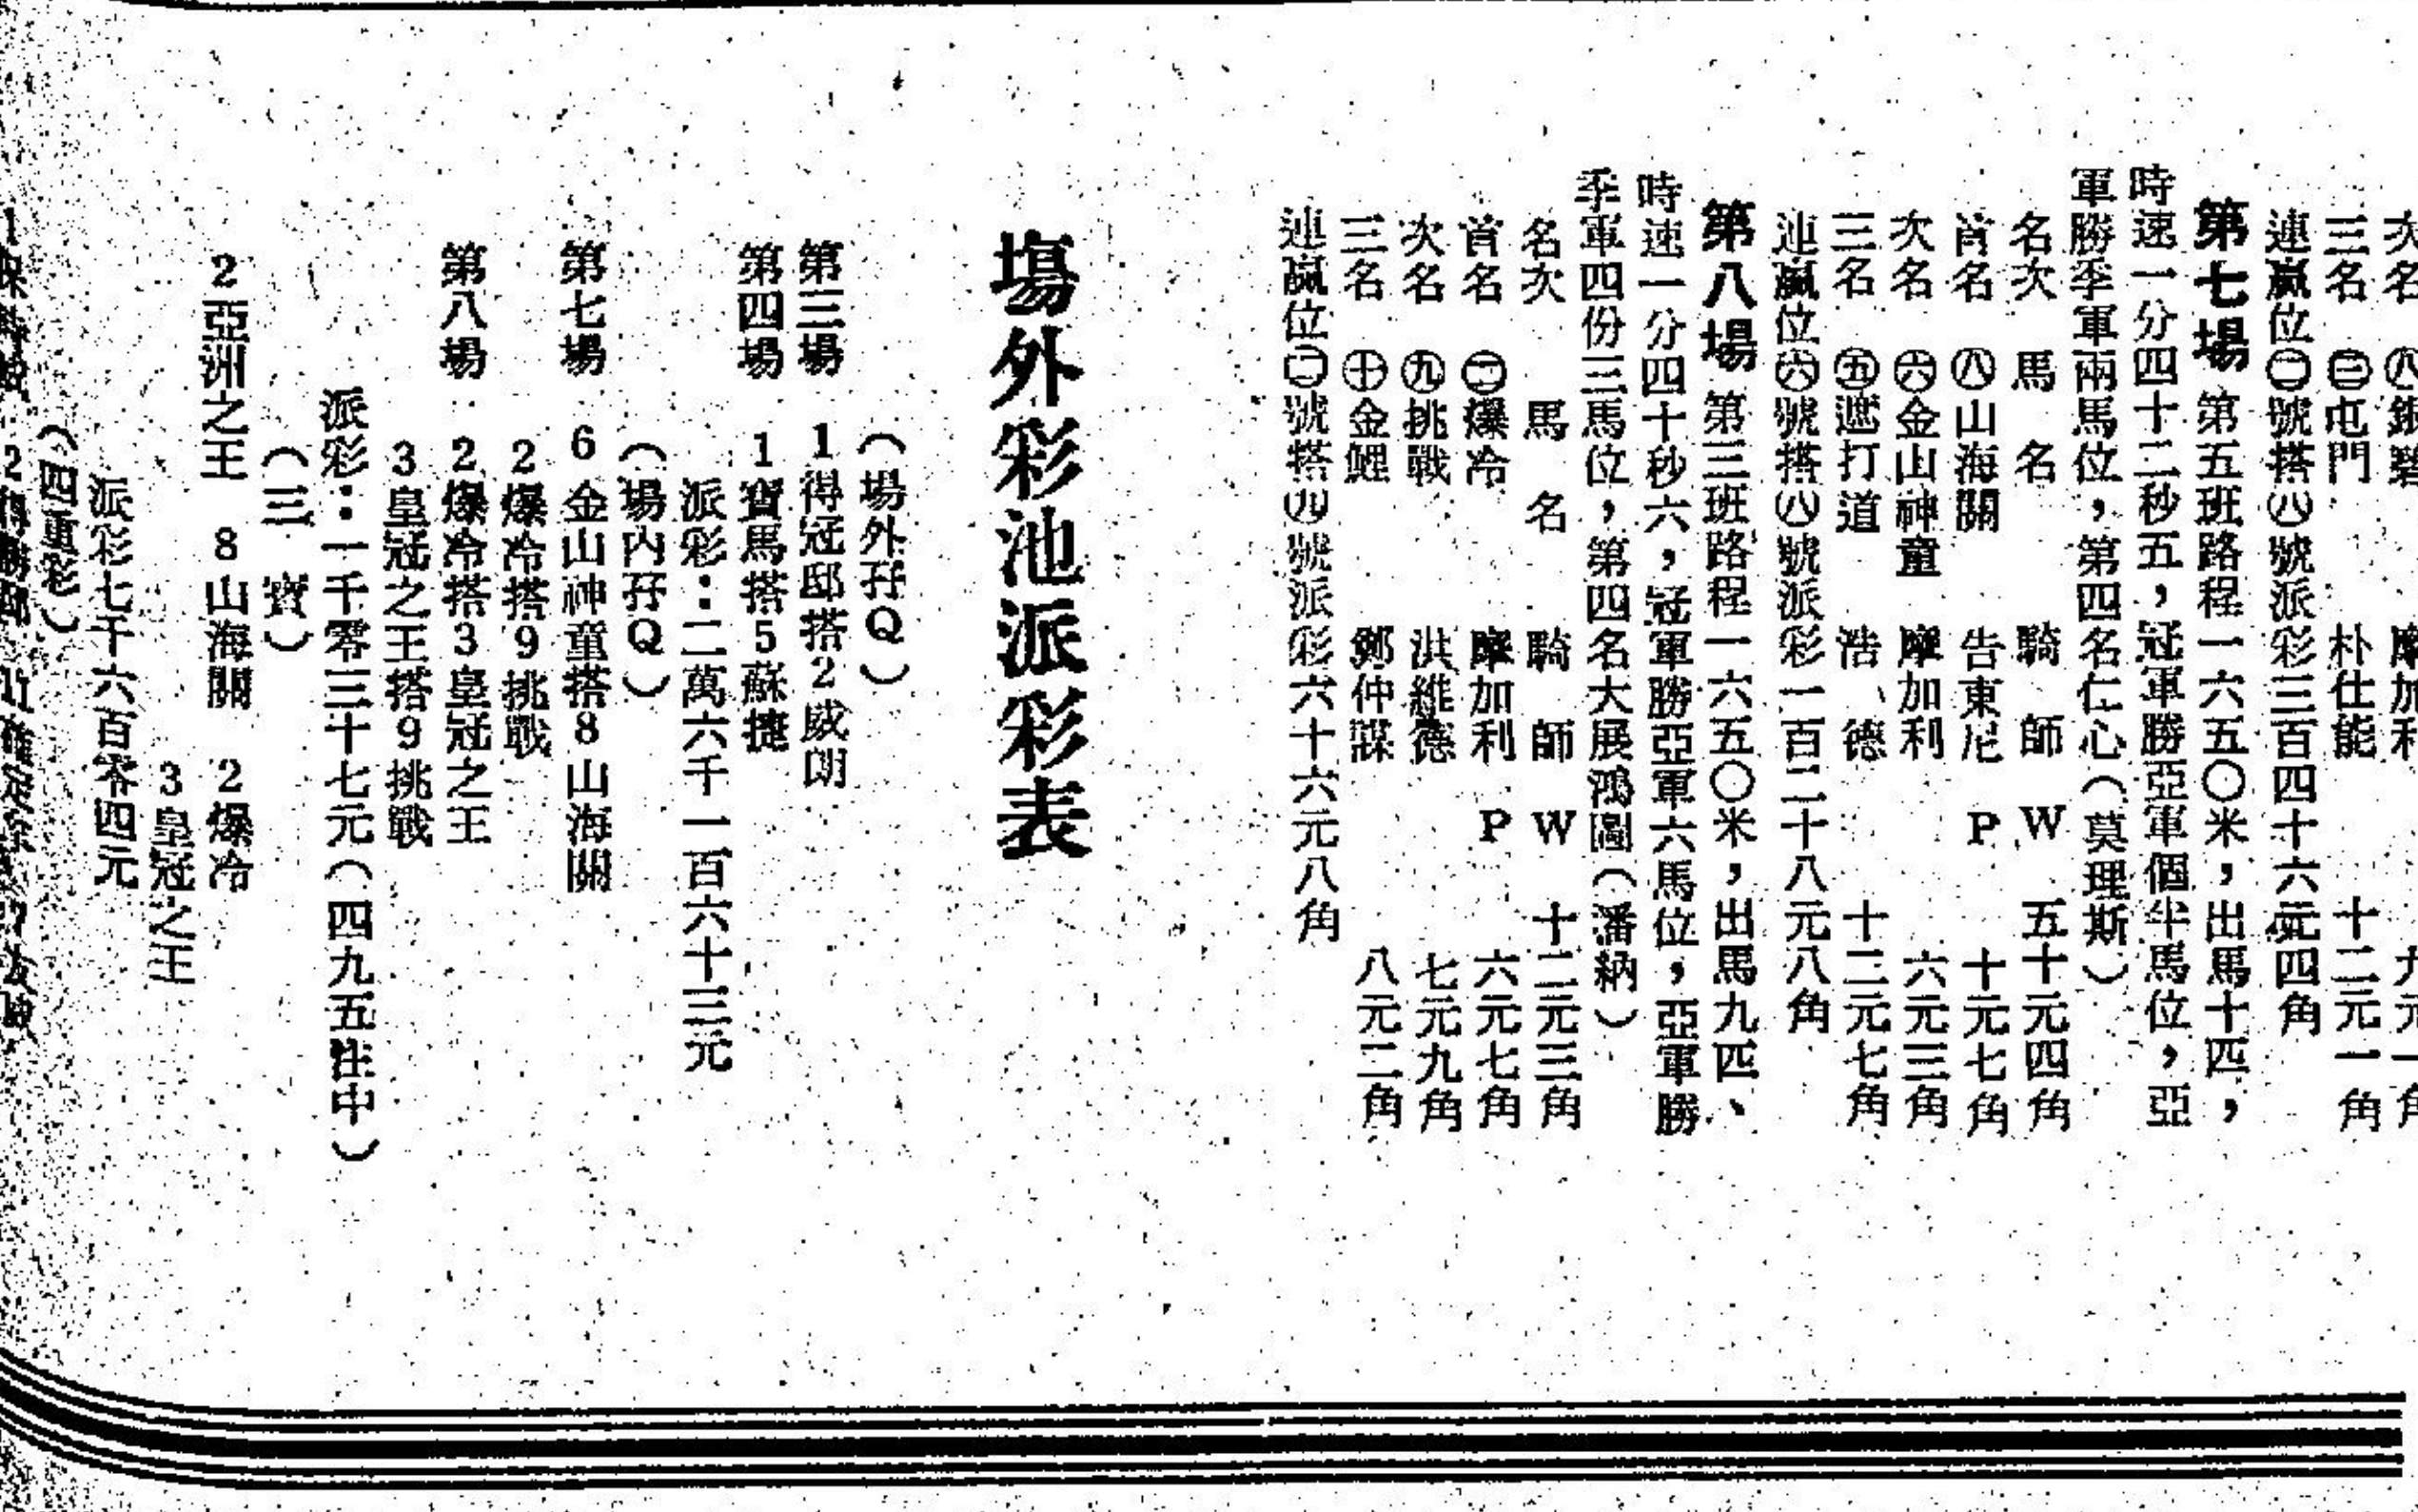 次名 ㊇銀 摩加利 九元一角
三名 ㊂屯門 朴仕能 十二元一角
連贏位㊁號搭㊇號派彩三百四十六元四角
第七場 第五班路程一六五〇米，出馬十四，
時速一分四十二秒五，冠軍勝亞軍個半馬位，亞
軍勝季軍兩馬位，第四名仁心（莫理斯）
名次 馬名 騎師 W 五十元四角
首名 ㊇山海關 告東尼 P 十元七角
次名 ㊅金山神童 摩加利 六元三角
三名 ㊄遮打道 浩德 十二元七角
連贏位㊅號搭㊇號派彩一百二十八元八角
第八場 第三班路程一六五〇米，出馬九匹、
時速一分四十秒六，冠軍勝亞軍六馬位，亞軍勝
季軍四份三馬位，第四名大展鴻圖（潘納）
名次 馬名 騎師 W 十二元三角
首名 ㊁爆冷 摩加利 P 六元七角
次名 ㊈挑戰 洪維德 七元九角
三名 ㊉金鯉 鄭仲謀 八元二角
連贏位㊁號搭㊈號派彩六十六元八角
場外彩池派彩表
（場外孖Q）
第三場 1得冠邸搭2威朗
第四場 1寶馬搭5蘇捷
派彩：二萬六千一百六十三元
（場內孖Q）
第七場 6金山神童搭8山海關
2爆冷搭9挑戰
第八場 2爆冷搭3皇冠之王
3皇冠之王搭9挑戰
派彩：一千零三十七元（四九五注中）
（三寶）
2亞洲之王 8山海關 2爆冷
3皇冠之王
派彩七千六百零四元
（四重彩）